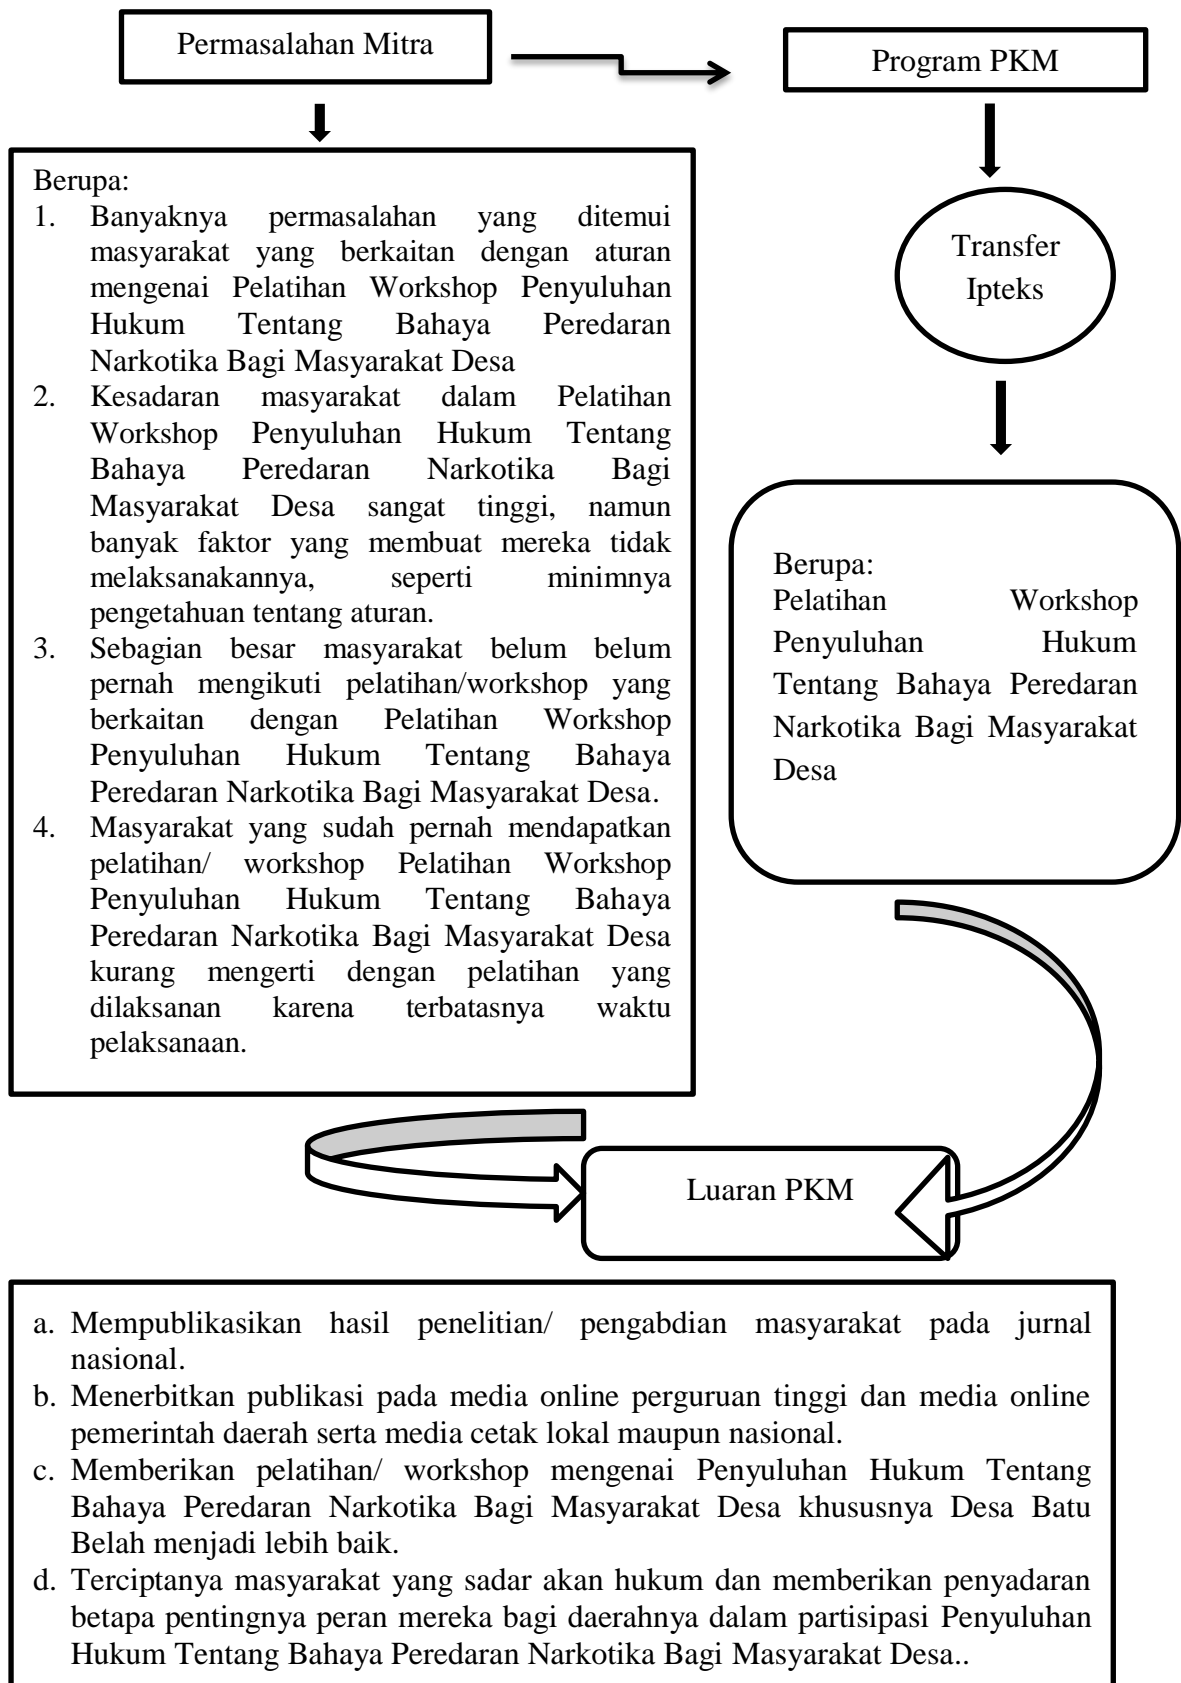 Permasalahan Mitra
Program PKM
Berupa:
1. Banyaknya permasalahan yang ditemui
masyarakat yang berkaitan dengan aturan
mengenai Pelatihan Workshop Penyuluhan
Hukum Tentang Bahaya Peredaran
Narkotika Bagi Masyarakat Desa
2. Kesadaran masyarakat dalam Pelatihan
Workshop Penyuluhan Hukum Tentang
Bahaya Peredaran Narkotika Bagi
Masyarakat Desa sangat tinggi, namun
banyak faktor yang membuat mereka tidak
melaksanakannya, seperti minimnya
pengetahuan tentang aturan.
3. Sebagian besar masyarakat belum belum
pernah mengikuti pelatihan/workshop yang
berkaitan dengan Pelatihan Workshop
Penyuluhan Hukum Tentang Bahaya
Peredaran Narkotika Bagi Masyarakat Desa.
4. Masyarakat yang sudah pernah mendapatkan
pelatihan/ workshop Pelatihan Workshop
Penyuluhan Hukum Tentang Bahaya
Peredaran Narkotika Bagi Masyarakat Desa
kurang mengerti dengan pelatihan yang
dilaksanan karena terbatasnya waktu
pelaksanaan.
Transfer
Ipteks
Berupa:
Pelatihan Workshop
Penyuluhan Hukum
Tentang Bahaya Peredaran
Narkotika Bagi Masyarakat
Desa
Luaran PKM
a. Mempublikasikan hasil penelitian/ pengabdian masyarakat pada jurnal
nasional.
b. Menerbitkan publikasi pada media online perguruan tinggi dan media online
pemerintah daerah serta media cetak lokal maupun nasional.
c. Memberikan pelatihan/ workshop mengenai Penyuluhan Hukum Tentang
Bahaya Peredaran Narkotika Bagi Masyarakat Desa khususnya Desa Batu
Belah menjadi lebih baik.
d. Terciptanya masyarakat yang sadar akan hukum dan memberikan penyadaran
betapa pentingnya peran mereka bagi daerahnya dalam partisipasi Penyuluhan
Hukum Tentang Bahaya Peredaran Narkotika Bagi Masyarakat Desa..